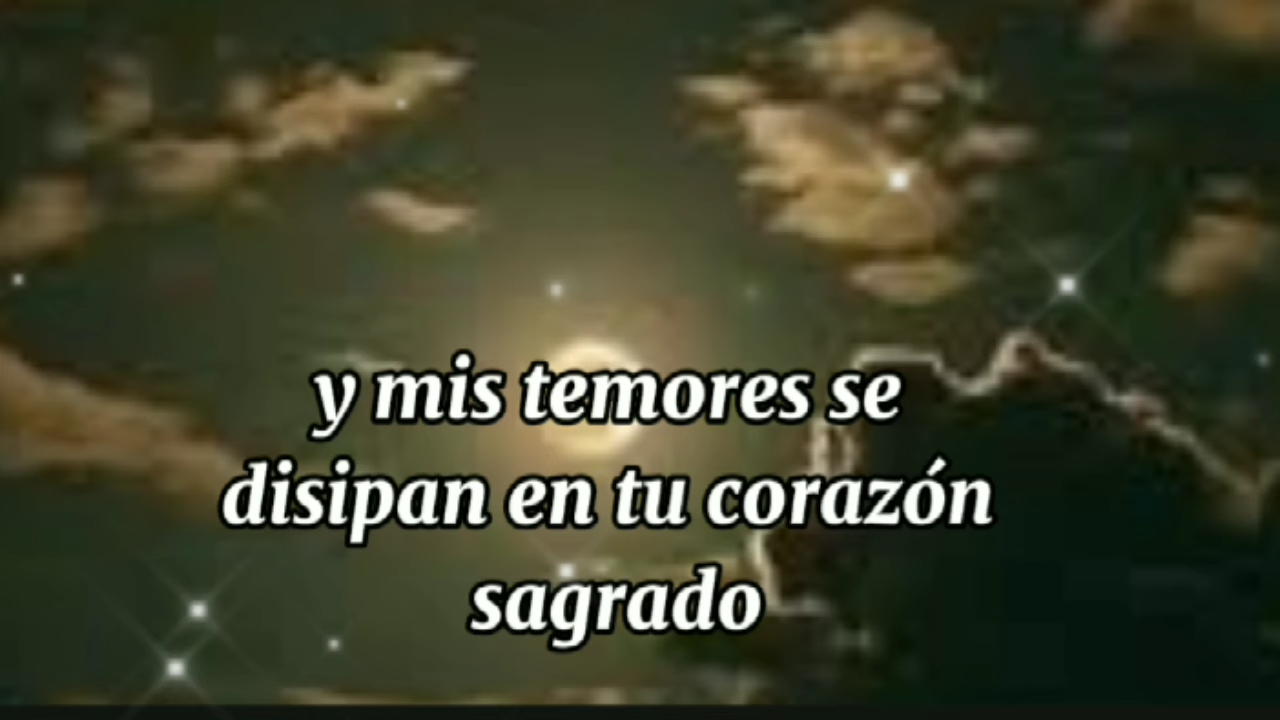 y mis temores se
disipan en tu corazón
sagrado